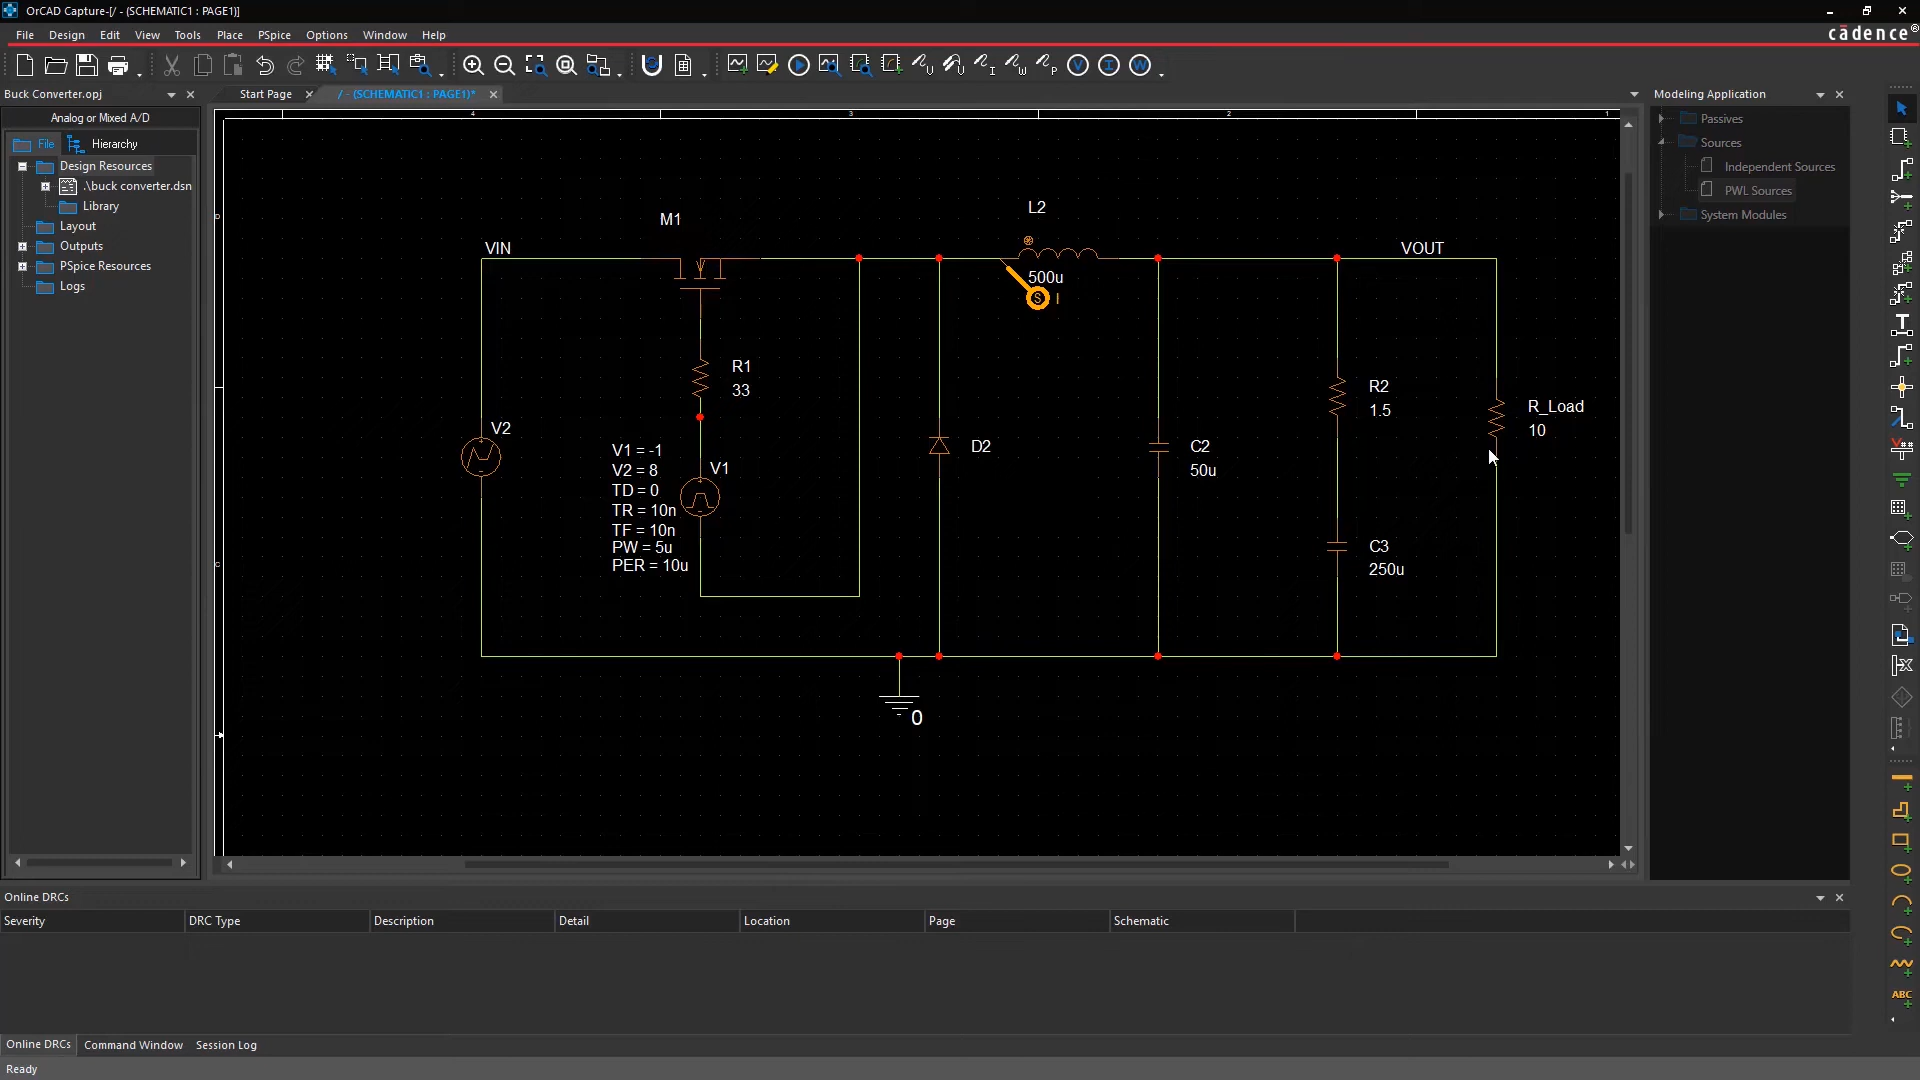 OrCAD Capture-[/ - (SCHEMATIC1 : PAGE1)]
File Design Edit View Tools Place PSpice Options Window Help
cādence®
Buck Converter.opj
Start Page
/ - (SCHEMATIC1 : PAGE1)*
Modeling Application
Analog or Mixed A/D
File Hierarchy
Design Resources
.\buck converter.dsn
Library
Layout
Outputs
PSpice Resources
Logs
Passives
Sources
Independent Sources
PWL Sources
System Modules
4 3 2 1
D
C
M1
L2
VIN
VOUT
500u
S I
R1
33
R2
1.5
R_Load
10
V2
V1 = -1
V2 = 8
TD = 0
TR = 10n
TF = 10n
PW = 5u
PER = 10u
V1
D2
C2
50u
C3
250u
0
Online DRCs
Severity DRC Type Description Detail Location Page Schematic
Online DRCs Command Window Session Log
Ready
ABC